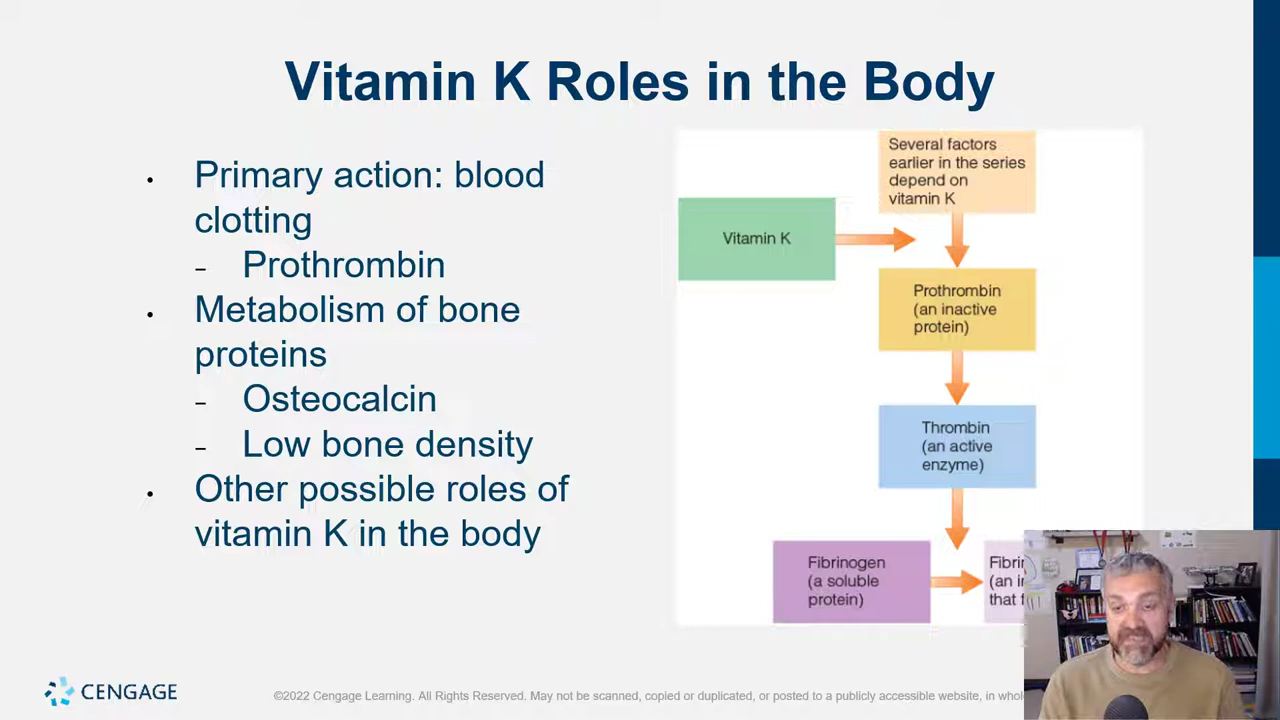 Vitamin K Roles in the Body
• Primary action: blood
clotting
– Prothrombin
• Metabolism of bone
proteins
– Osteocalcin
– Low bone density
• Other possible roles of
vitamin K in the body
Several factors
earlier in the series
depend on
vitamin K
Vitamin K
Prothrombin
(an inactive
protein)
Thrombin
(an active
enzyme)
Fibrinogen
(a soluble
protein)
(an
that
CENGAGE
©2022 Cengage Learning. All Rights Reserved. May not be scanned, copied or duplicated, or posted to a publicly accessible website, in